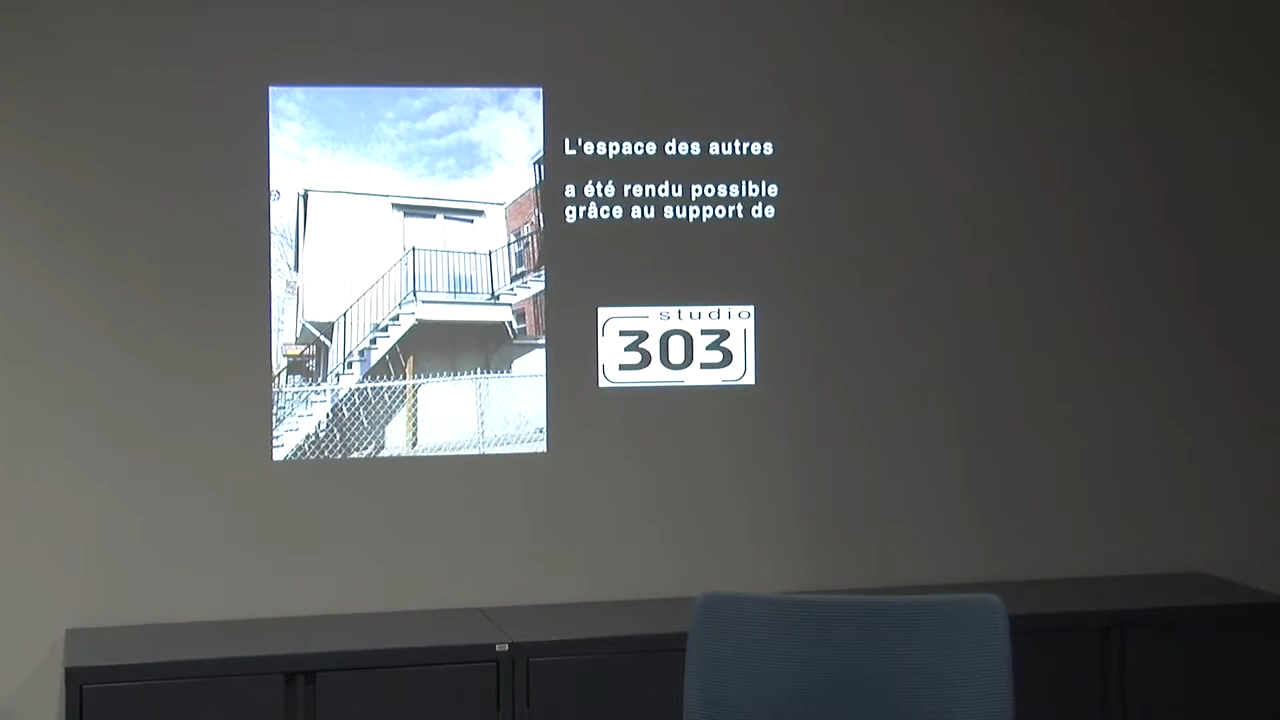 L'espace des autres
a été rendu possible
grâce au support de
studio
303